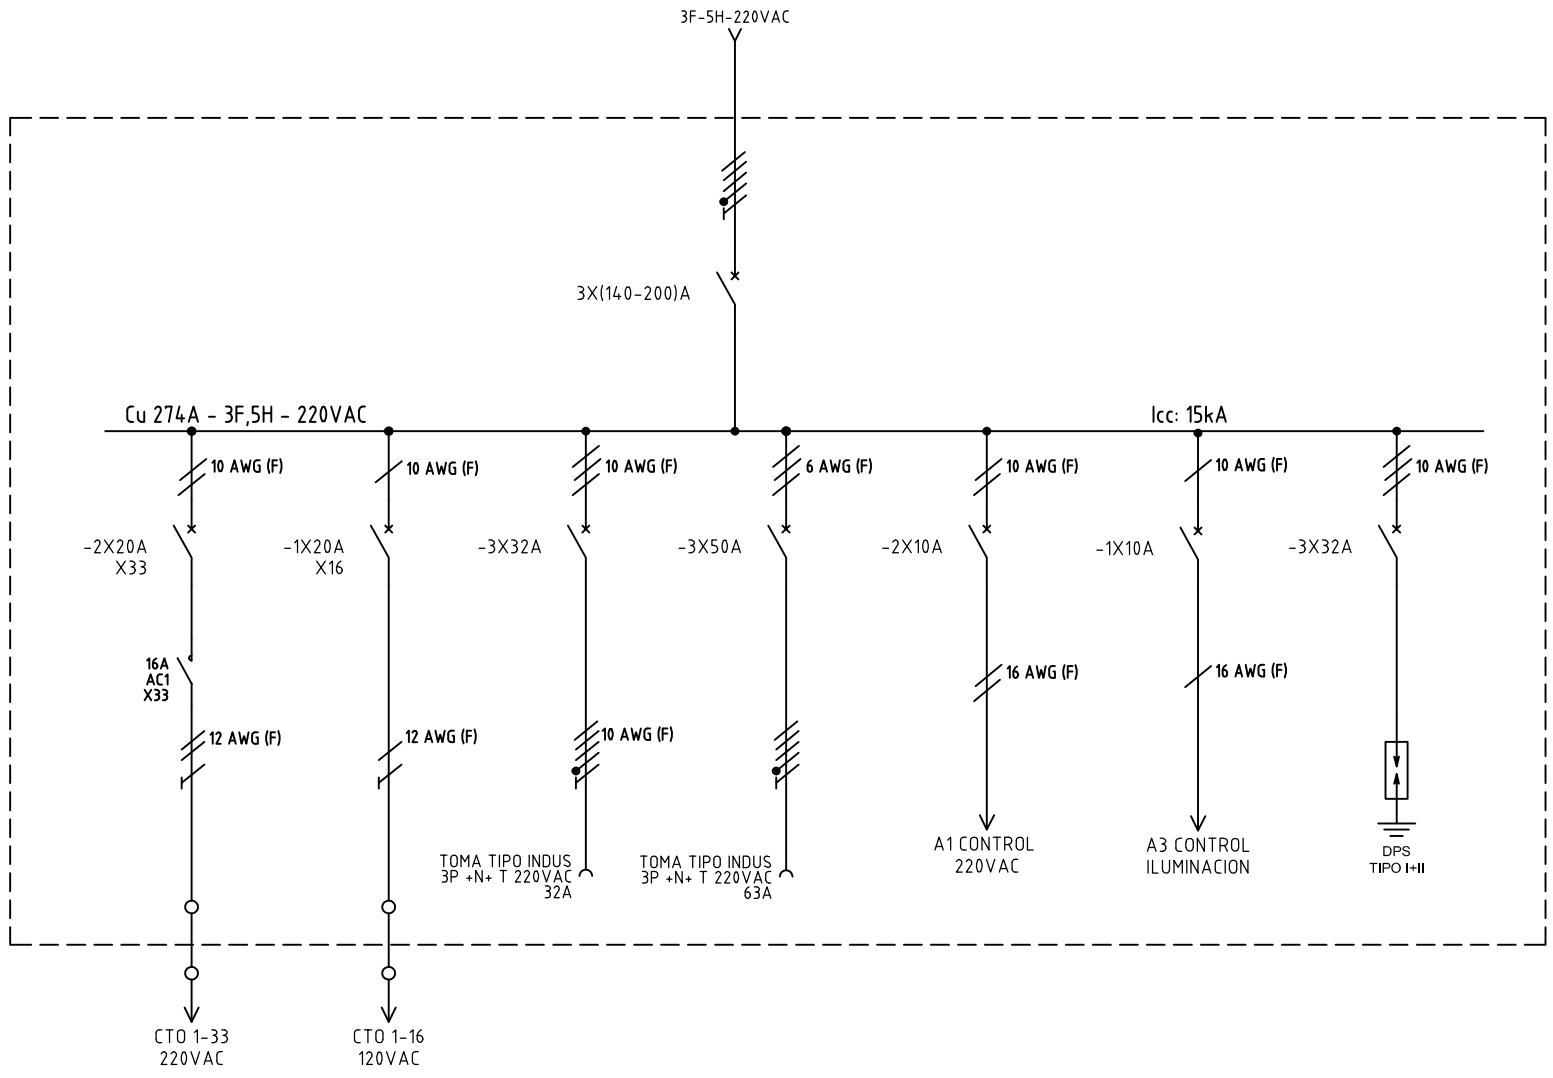 3F-5H-220VAC
3X(140-200)A
Cu 274A - 3F,5H - 220VAC
Icc: 15kA
10 AWG (F)
10 AWG (F)
10 AWG (F)
6 AWG (F)
10 AWG (F)
10 AWG (F)
10 AWG (F)
-2X20A
X33
-1X20A
X16
-3X32A
-3X50A
-2X10A
-1X10A
-3X32A
16A
AC1
X33
16 AWG (F)
16 AWG (F)
12 AWG (F)
12 AWG (F)
10 AWG (F)
TOMA TIPO INDUS
3P +N+ T 220VAC
32A
TOMA TIPO INDUS
3P +N+ T 220VAC
63A
A1 CONTROL
220VAC
A3 CONTROL
ILUMINACION
DPS
TIPO I+II
CTO 1-33
220VAC
CTO 1-16
120VAC